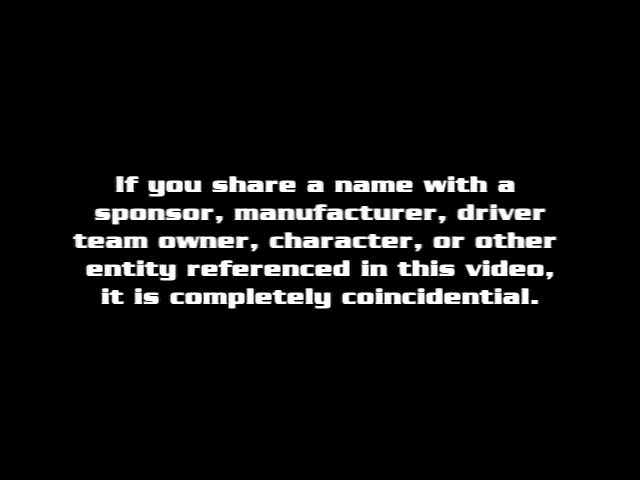 If you share a name with a
sponsor, manufacturer, driver
team owner, character, or other
entity referenced in this video,
it is completely coincidential.